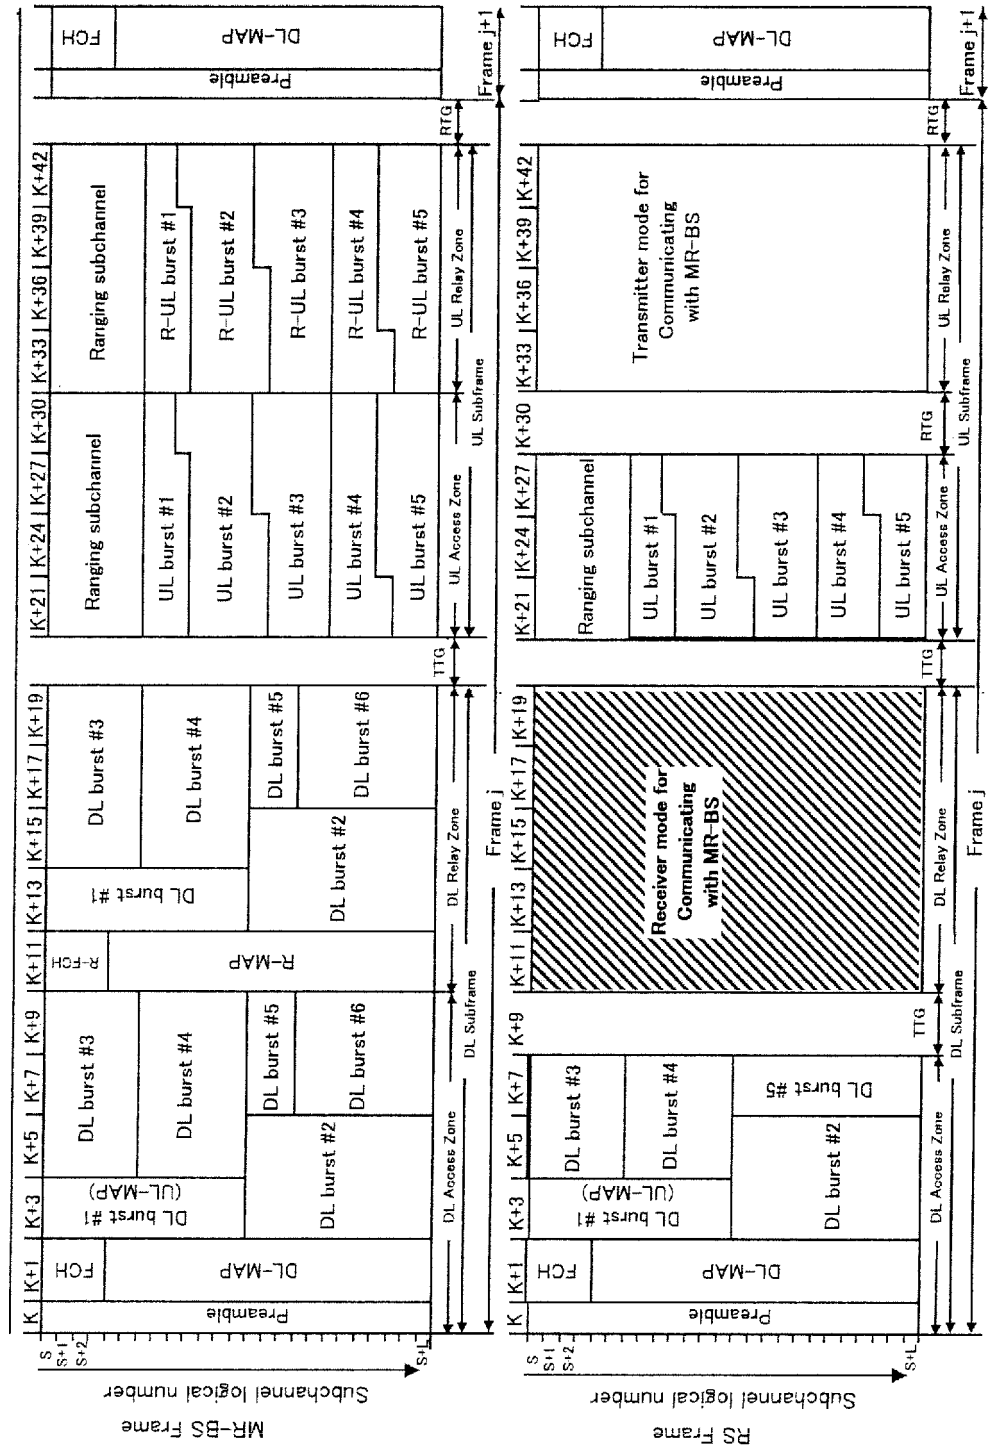 MR-BS Frame
Subchannel logical number
s
s+1
s+2
s+L
K K+1 K+3 K+5 K+7 K+9 K+11 K+13 K+15 K+17 K+19 K+21 K+24 K+27 K+30 K+33 K+36 K+39 K+42
Preamble
FCH
DL-MAP
DL burst #1
(UL-MAP)
DL burst #2
DL burst #3
DL burst #4
DL burst #5
DL burst #6
R-FCH
R-MAP
DL burst #1
DL burst #2
DL burst #3
DL burst #4
DL burst #5
DL burst #6
Ranging subchannel
UL burst #1
UL burst #2
UL burst #3
UL burst #4
UL burst #5
Ranging subchannel
R-UL burst #1
R-UL burst #2
R-UL burst #3
R-UL burst #4
R-UL burst #5
Preamble
FCH
DL-MAP
DL Access Zone
DL Relay Zone
TTG
UL Access Zone
UL Relay Zone
RTG
DL Subframe
UL Subframe
Frame j
Frame j+1
RS Frame
Subchannel logical number
s
s+1
s+2
s+L
K K+1 K+3 K+5 K+7 K+9 K+11 K+13 K+15 K+17 K+19 K+21 K+24 K+27 K+30 K+33 K+36 K+39 K+42
Preamble
FCH
DL-MAP
DL burst #1
(UL-MAP)
DL burst #2
DL burst #3
DL burst #4
DL burst #5
Receiver mode for
Communicating
with MR-BS
Ranging subchannel
UL burst #1
UL burst #2
UL burst #3
UL burst #4
UL burst #5
Transmitter mode for
Communicating
with MR-BS
Preamble
FCH
DL-MAP
DL Access Zone
TTG
DL Relay Zone
TTG
UL Access Zone
RTG
UL Relay Zone
RTG
DL Subframe
UL Subframe
Frame j
Frame j+1